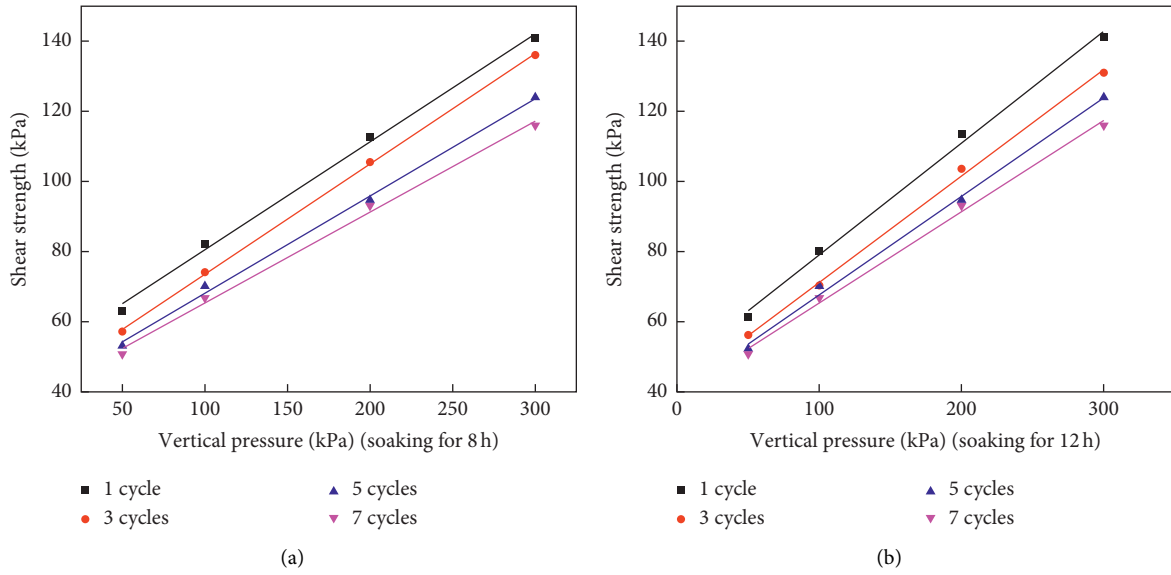 140
120
100
80
60
40
Shear strength (kPa)
50 100 150 200 250 300
Vertical pressure (kPa) (soaking for 8 h)
1 cycle
3 cycles
5 cycles
7 cycles
(a)
140
120
100
80
60
40
Shear strength (kPa)
0 100 200 300
Vertical pressure (kPa) (soaking for 12 h)
1 cycle
3 cycles
5 cycles
7 cycles
(b)